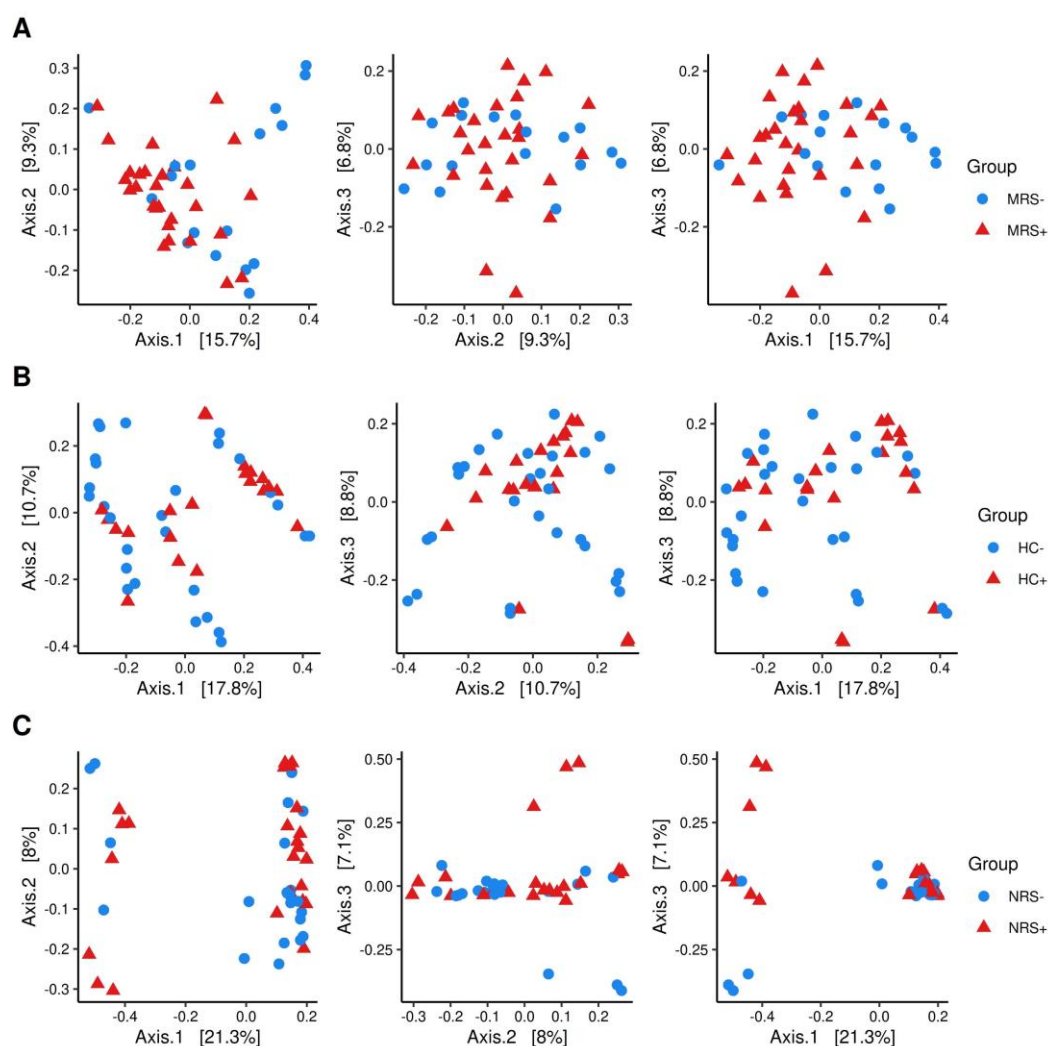 A
0.3
0.2
0.1
0.0
-0.1
-0.2
Axis.2 [9.3%]
-0.2 0.0 0.2 0.4
Axis.1 [15.7%]
0.2
0.0
-0.2
Axis.3 [6.8%]
-0.2 -0.1 0.0 0.1 0.2 0.3
Axis.2 [9.3%]
0.2
0.0
-0.2
Axis.3 [6.8%]
-0.2 0.0 0.2 0.4
Axis.1 [15.7%]
Group
MRS-
MRS+
B
0.2
0.0
-0.2
-0.4
Axis.2 [10.7%]
-0.2 0.0 0.2 0.4
Axis.1 [17.8%]
0.2
0.0
-0.2
Axis.3 [8.8%]
-0.4 -0.2 0.0 0.2
Axis.2 [10.7%]
0.2
0.0
-0.2
Axis.3 [8.8%]
-0.2 0.0 0.2 0.4
Axis.1 [17.8%]
Group
HC-
HC+
C
0.2
0.1
0.0
-0.1
-0.2
-0.3
Axis.2 [8%]
-0.4 -0.2 0.0 0.2
Axis.1 [21.3%]
0.50
0.25
0.00
-0.25
Axis.3 [7.1%]
-0.3 -0.2 -0.1 0.0 0.1 0.2
Axis.2 [8%]
0.50
0.25
0.00
-0.25
Axis.3 [7.1%]
-0.4 -0.2 0.0 0.2
Axis.1 [21.3%]
Group
NRS-
NRS+